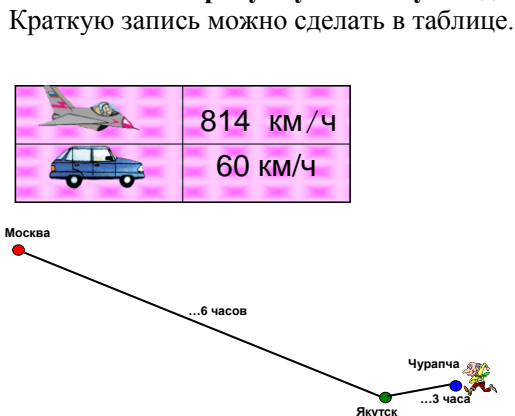 Краткую запись можно сделать в таблице.
814 км/ч
60 км/ч
Москва
...6 часов
Чурапча
...3 часа
Якутск